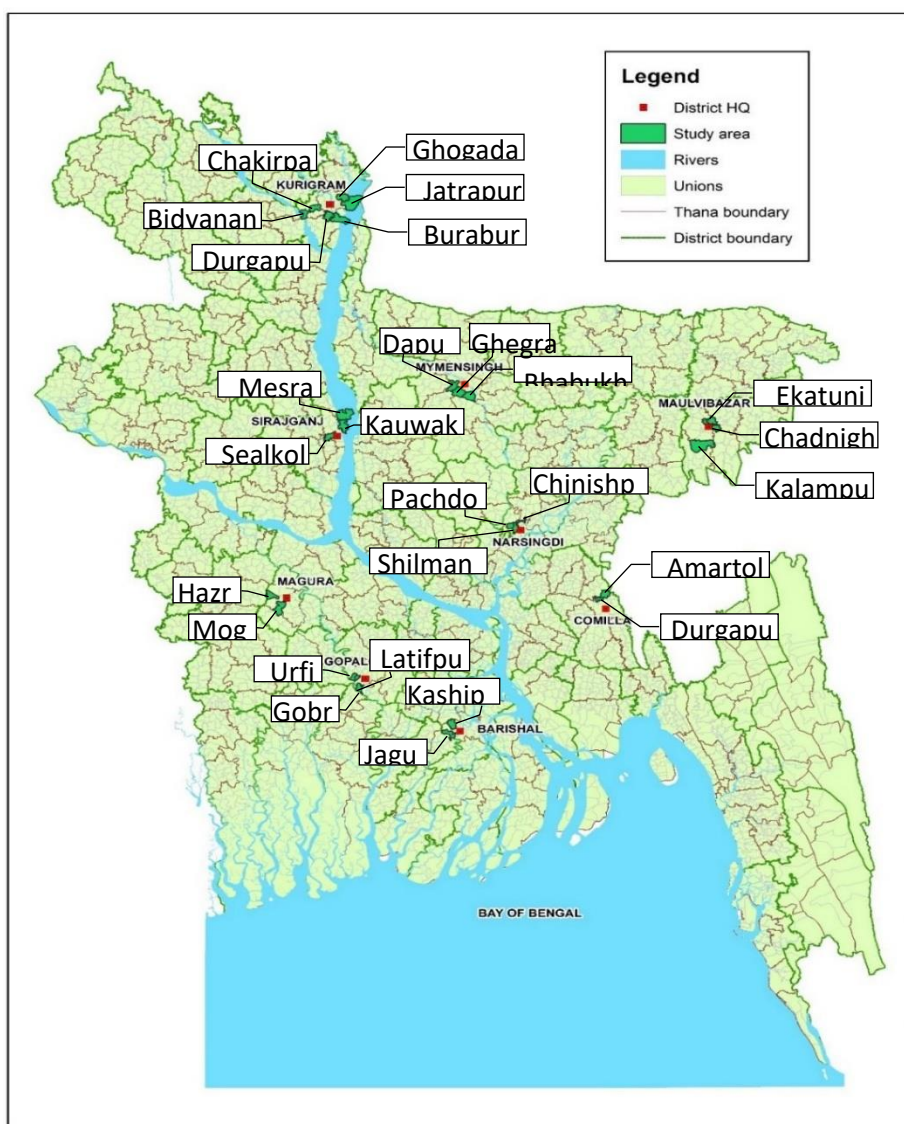 Legend
District HQ
Study area
Rivers
Unions
Thana boundary
District boundary
Chakirpa
Ghogada
KURIGRAM
Jatrapur
Bidvanan
Burabur
Durgapu
Dapu
Ghegra
MYMENSINGH
Bhabukh
Mesra
SIRAJGANJ
Kauwak
Sealkol
MAULVIBAZAR
Ekatuni
Chadnigh
Kalampu
Pachdo
Chinishp
NARSINGDI
Shilman
MAGURA
Hazr
Mog
Amartol
COMILLA
Durgapu
GOPAL
Latifpu
Urfi
Gobr
Kaship
BARISHAL
Jagu
BAY OF BENGAL